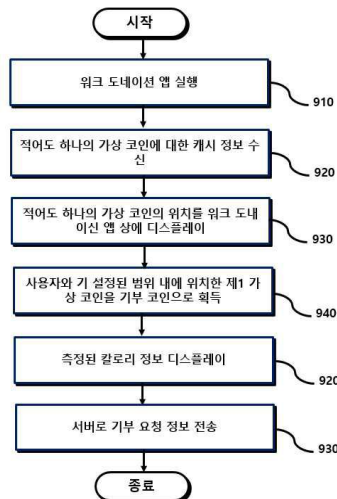 시작
워크 도네이션 앱 실행
910
적어도 하나의 가상 코인에 대한 캐시 정보 수
신
920
적어도 하나의 가상 코인의 위치를 워크 도내
이신 앱 상에 디스플레이
930
사용자와 기 설정된 범위 내에 위치한 제1 가
상 코인을 기부 코인으로 획득
940
측정된 칼로리 정보 디스플레이
920
서버로 기부 요청 정보 전송
930
종료